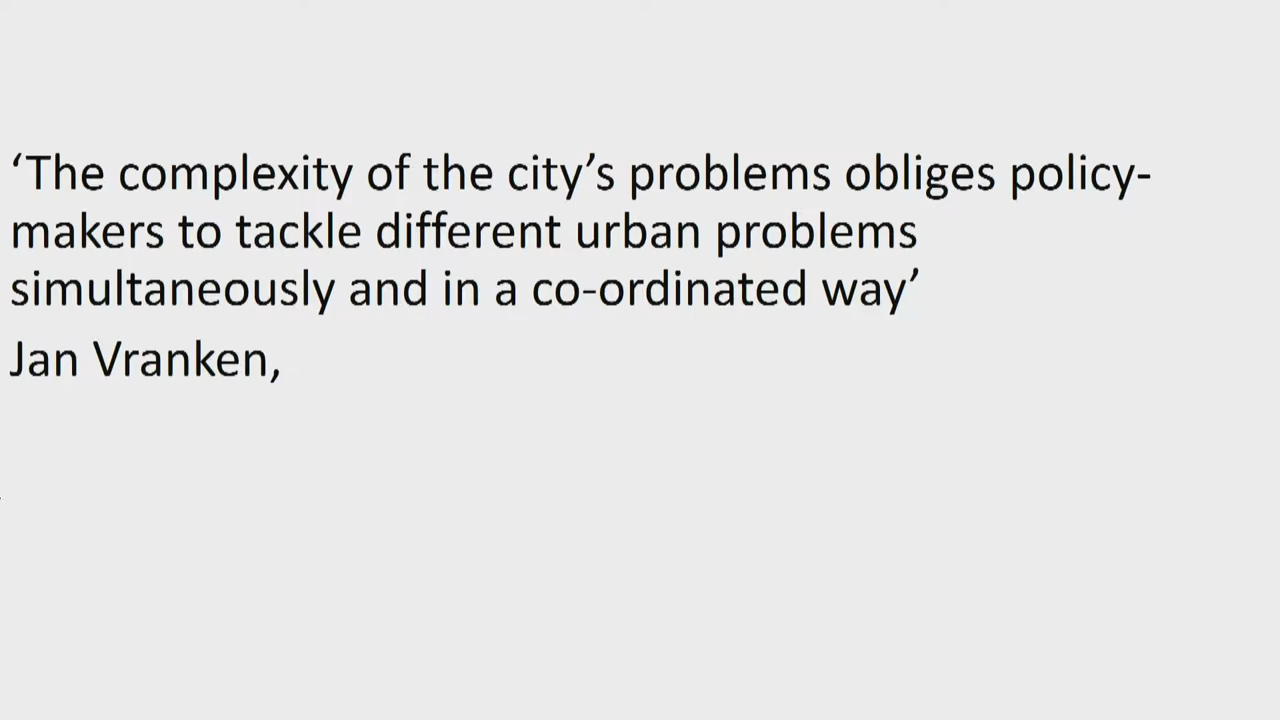 ‘The complexity of the city’s problems obliges policy-
makers to tackle different urban problems
simultaneously and in a co-ordinated way’
Jan Vranken,